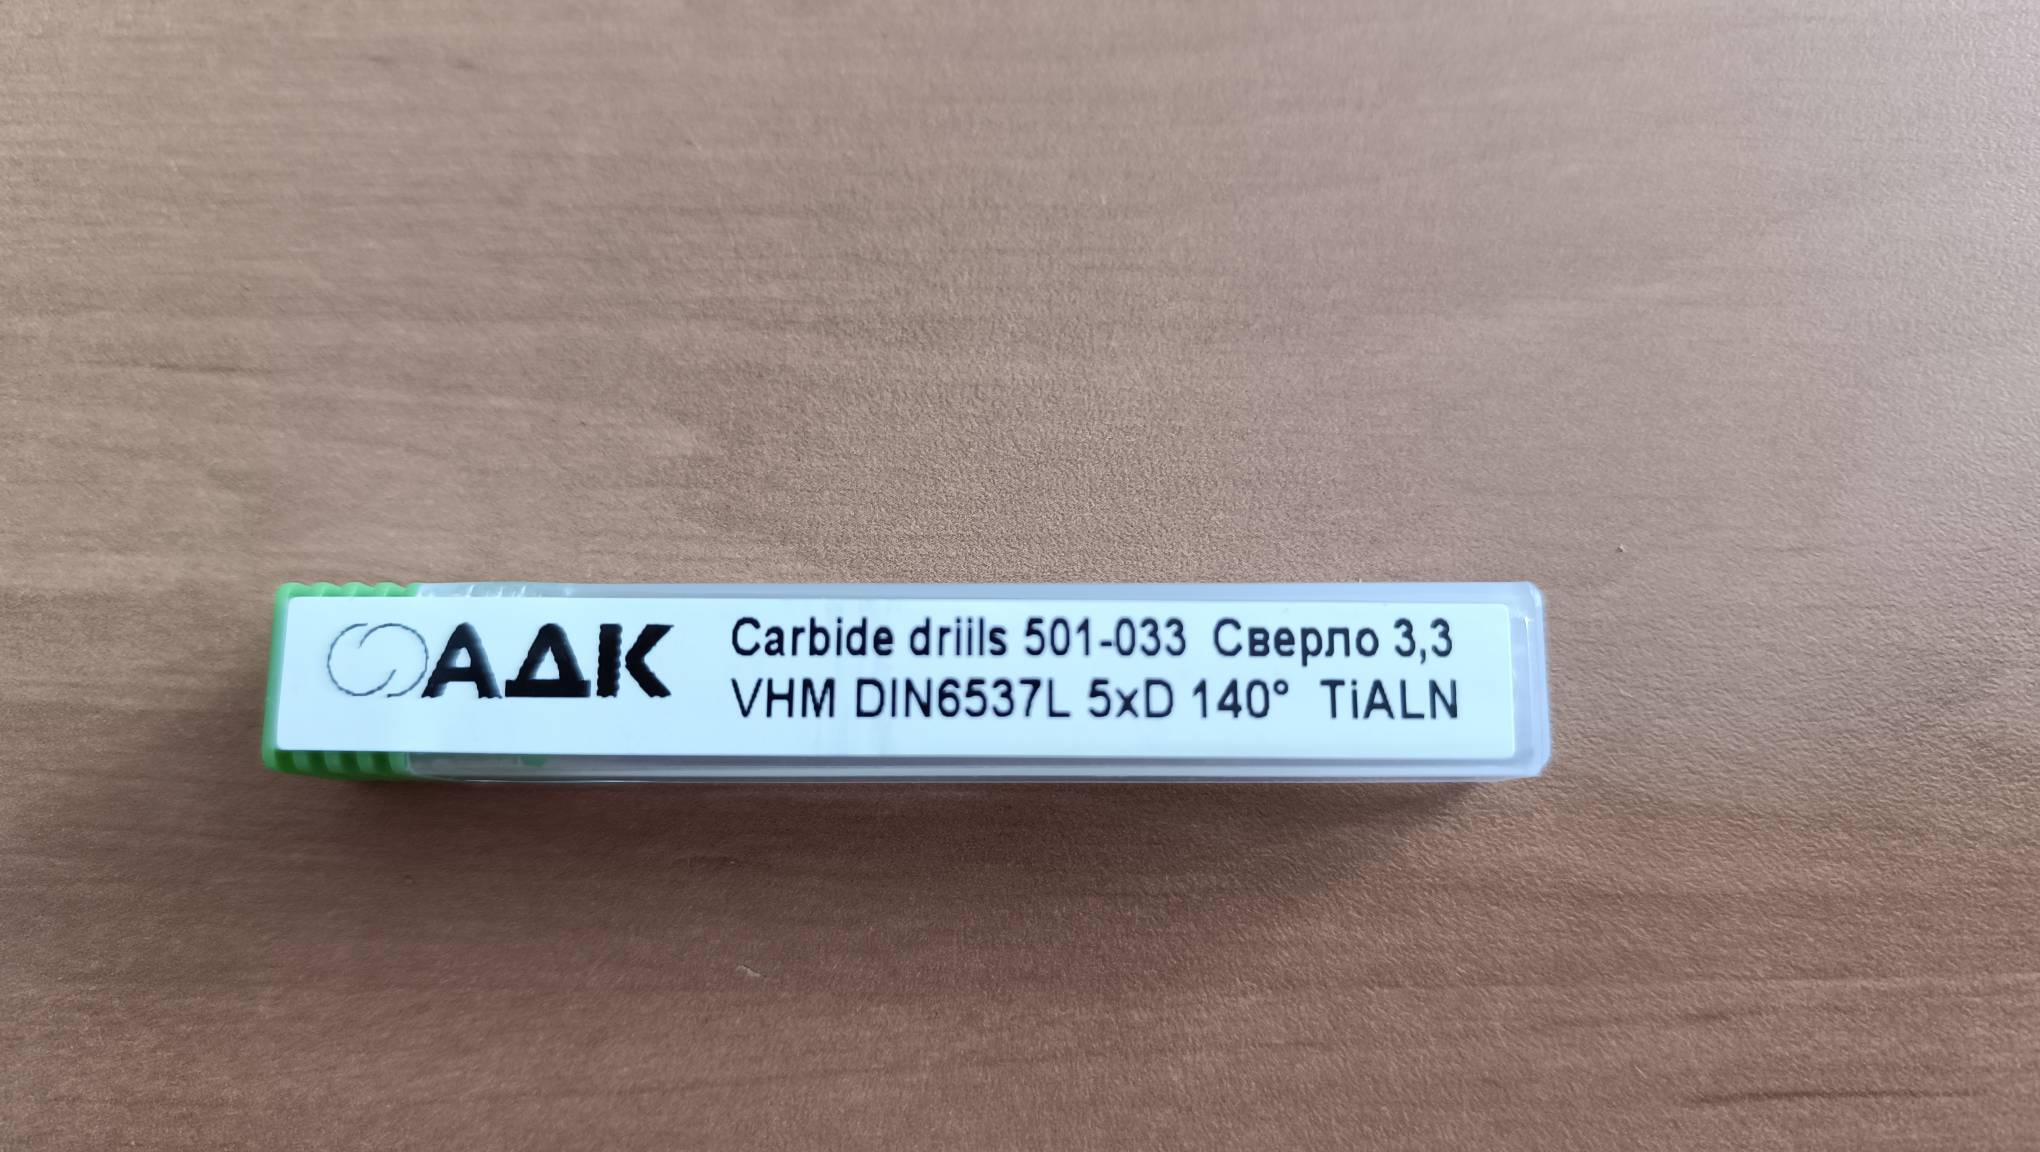 АДК
Carbide driils 501-033 Сверло 3,3
VHM DIN6537L 5xD 140° TiALN